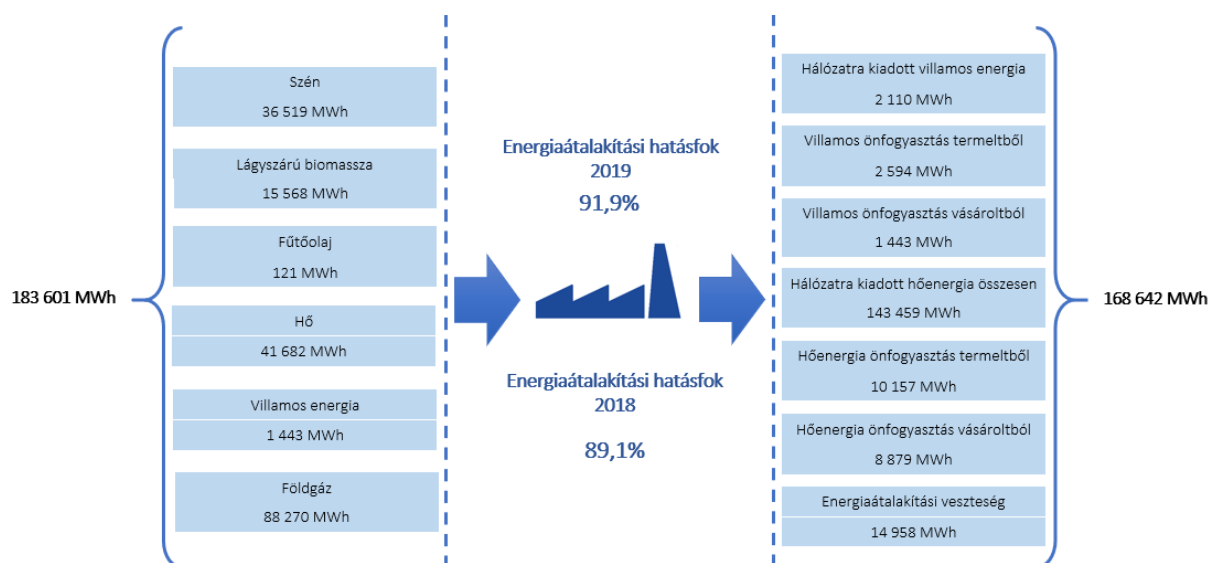 183 601 MWh
Szén
36 519 MWh
Lágyszárú biomassza
15 568 MWh
Fűtőolaj
121 MWh
Hő
41 682 MWh
Villamos energia
1 443 MWh
Földgáz
88 270 MWh
Energiaátalakítási hatásfok
2019
91,9%
Energiaátalakítási hatásfok
2018
89,1%
Hálózatra kiadott villamos energia
2 110 MWh
Villamos önfogyasztás termeltből
2 594 MWh
Villamos önfogyasztás vásároltból
1 443 MWh
Hálózatra kiadott hőenergia összesen
143 459 MWh
Hőenergia önfogyasztás termeltből
10 157 MWh
Hőenergia önfogyasztás vásároltból
8 879 MWh
Energiaátalakítási veszteség
14 958 MWh
168 642 MWh